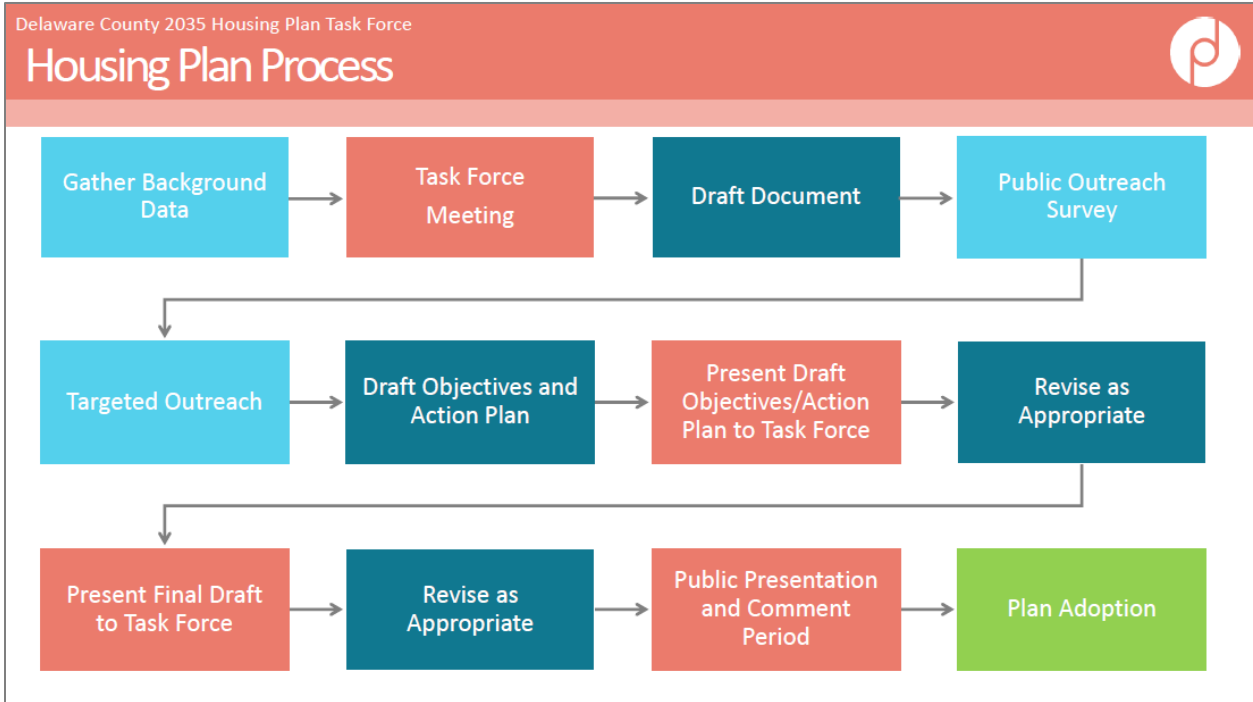 Delaware County 2035 Housing Plan Task Force
Housing Plan Process
Gather Background
Data
Task Force
Meeting
Draft Document
Public Outreach
Survey
Targeted Outreach
Draft Objectives and
Action Plan
Present Draft
Objectives/Action
Plan to Task Force
Revise as
Appropriate
Present Final Draft
to Task Force
Revise as
Appropriate
Public Presentation
and Comment
Period
Plan Adoption